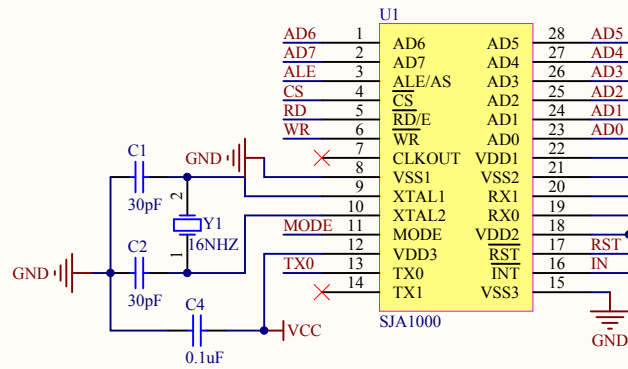 U1
AD6 1 AD6 AD5 28 AD5
AD7 2 AD7 AD4 27 AD4
ALE 3 ALE/AS AD3 26 AD3
CS 4 CS AD2 25 AD2
RD 5 RD/E AD1 24 AD1
WR 6 WR AD0 23 AD0
7 CLKOUT VDD1 22
GND 8 VSS1 VSS2 21
9 XTAL1 RX1 20
10 XTAL2 RX0 19
MODE 11 MODE VDD2 18
12 VDD3 RST 17 RST
TX0 13 TX0 INT 16 IN
14 TX1 VSS3 15
SJA1000
GND
C1
30pF
2
Y1
16NHZ
1
C2
30pF
GND
C4
0.1uF
VCC